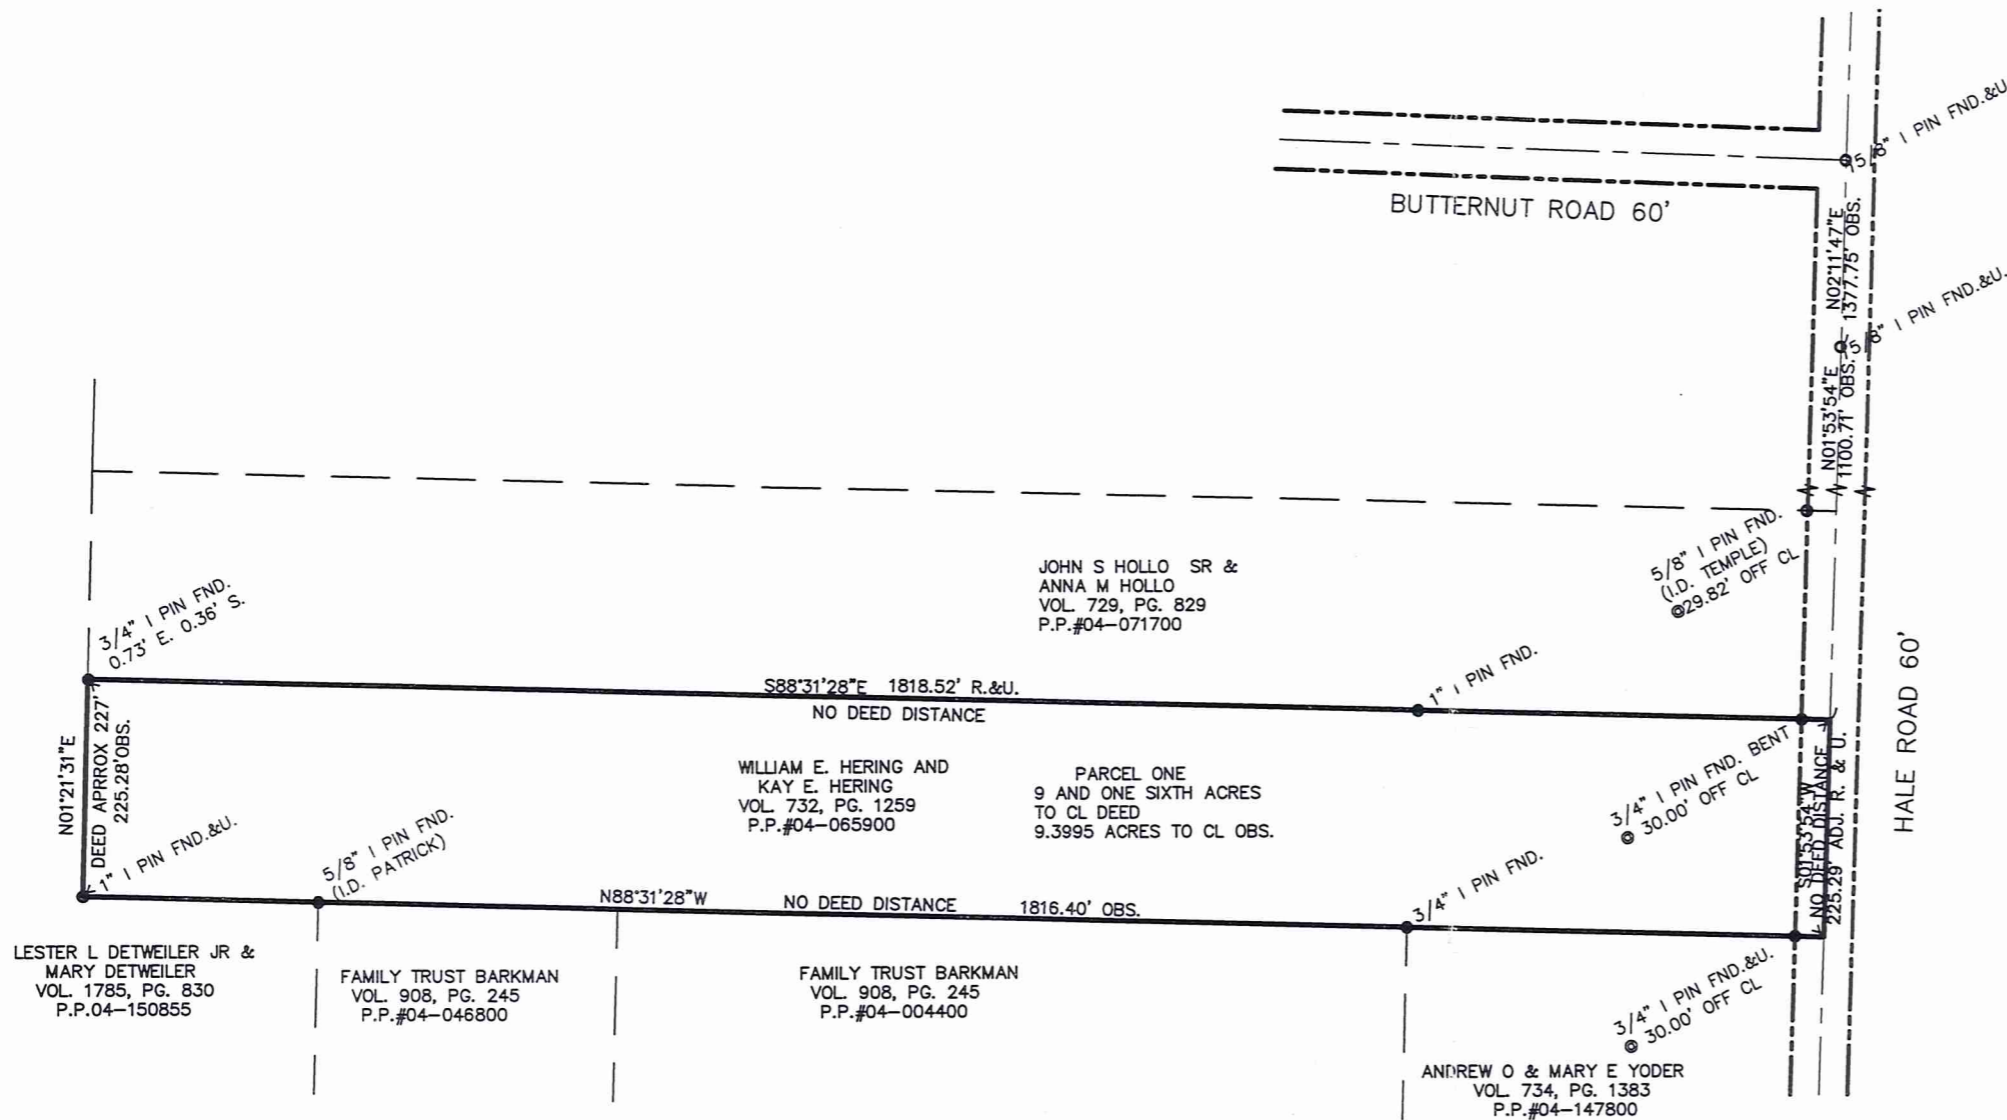 5/8" I PIN FND.&U
BUTTERNUT ROAD 60'
N02°11'47"E
1377.75' OBS.
5/8" I PIN FND.&U.
N01°53'54"E
1100.71' OBS.
5/8" I PIN FND.
(I.D. TEMPLE)
@29.82' OFF CL
JOHN S HOLLO SR &
ANNA M HOLLO
VOL. 729, PG. 829
P.P.#04-071700
3/4" I PIN FND.
0.73' E. 0.36' S.
HALE ROAD 60'
S88°31'28"E 1818.52' R.&U.
NO DEED DISTANCE
1" I PIN FND.
N01°21'31"E
DEED APRROX 227'
225.28'OBS.
WILLIAM E. HERING AND
KAY E. HERING
VOL. 732, PG. 1259
P.P.#04-065900
PARCEL ONE
9 AND ONE SIXTH ACRES
TO CL DEED
9.3995 ACRES TO CL OBS.
3/4" I PIN FND. BENT
@ 30.00' OFF CL
S01°53'54"W
NO DEED DISTANCE
225.29' ADJ. R. & U.
1" I PIN FND.&U.
5/8" I PIN FND.
(I.D. PATRICK)
N88°31'28"W NO DEED DISTANCE 1816.40' OBS.
3/4" I PIN FND.
LESTER L DETWEILER JR &
MARY DETWEILER
VOL. 1785, PG. 830
P.P.04-150855
FAMILY TRUST BARKMAN
VOL. 908, PG. 245
P.P.#04-046800
FAMILY TRUST BARKMAN
VOL. 908, PG. 245
P.P.#04-004400
3/4" I PIN FND.&U.
@ 30.00' OFF CL
ANDREW O & MARY E YODER
VOL. 734, PG. 1383
P.P.#04-147800